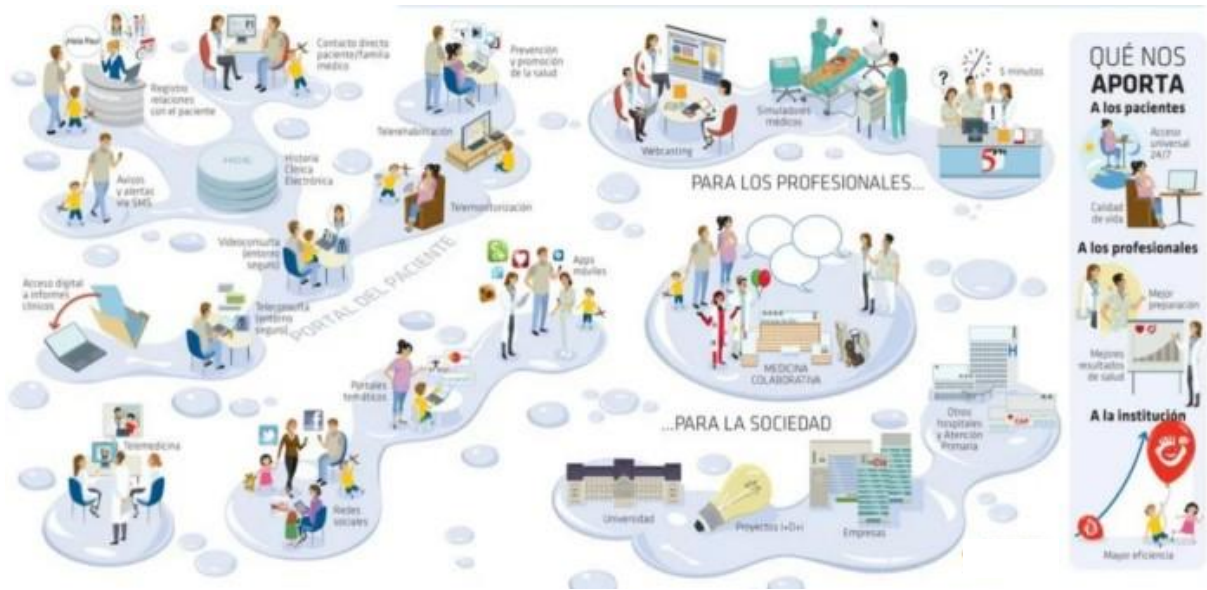 ¡Hola Pau!
Registro
relaciones
con el paciente
Contacto directo
paciente/familia
médico
Prevención
y promoción
de la salud
Avisos
y alertas
vía SMS
HCE
Historia
Clínica
Electrónica
Telerehabilitación
Telemonitorización
Videoconsulta
(entorno
seguro)
Acceso digital
a informes
clínicos
Teleconsulta
(entorno
seguro)
PORTAL DEL PACIENTE
Apps
móviles
Portales
temáticos
Telemedicina
Redes
sociales
Webcasting
Simuladores
médicos
?
5 minutos
5
PARA LOS PROFESIONALES...
MEDICINA
COLABORATIVA
...PARA LA SOCIEDAD
Universidad
Proyectos I+D+i
Empresas
H
CAP
Otros
hospitales
y Atención
Primaria
QUÉ NOS
APORTA
A los pacientes
Acceso
universal
24/7
Calidad
de vida
A los profesionales
Mejor
preparación
Mejores
resultados
de salud
A la institución
Mayor eficiencia